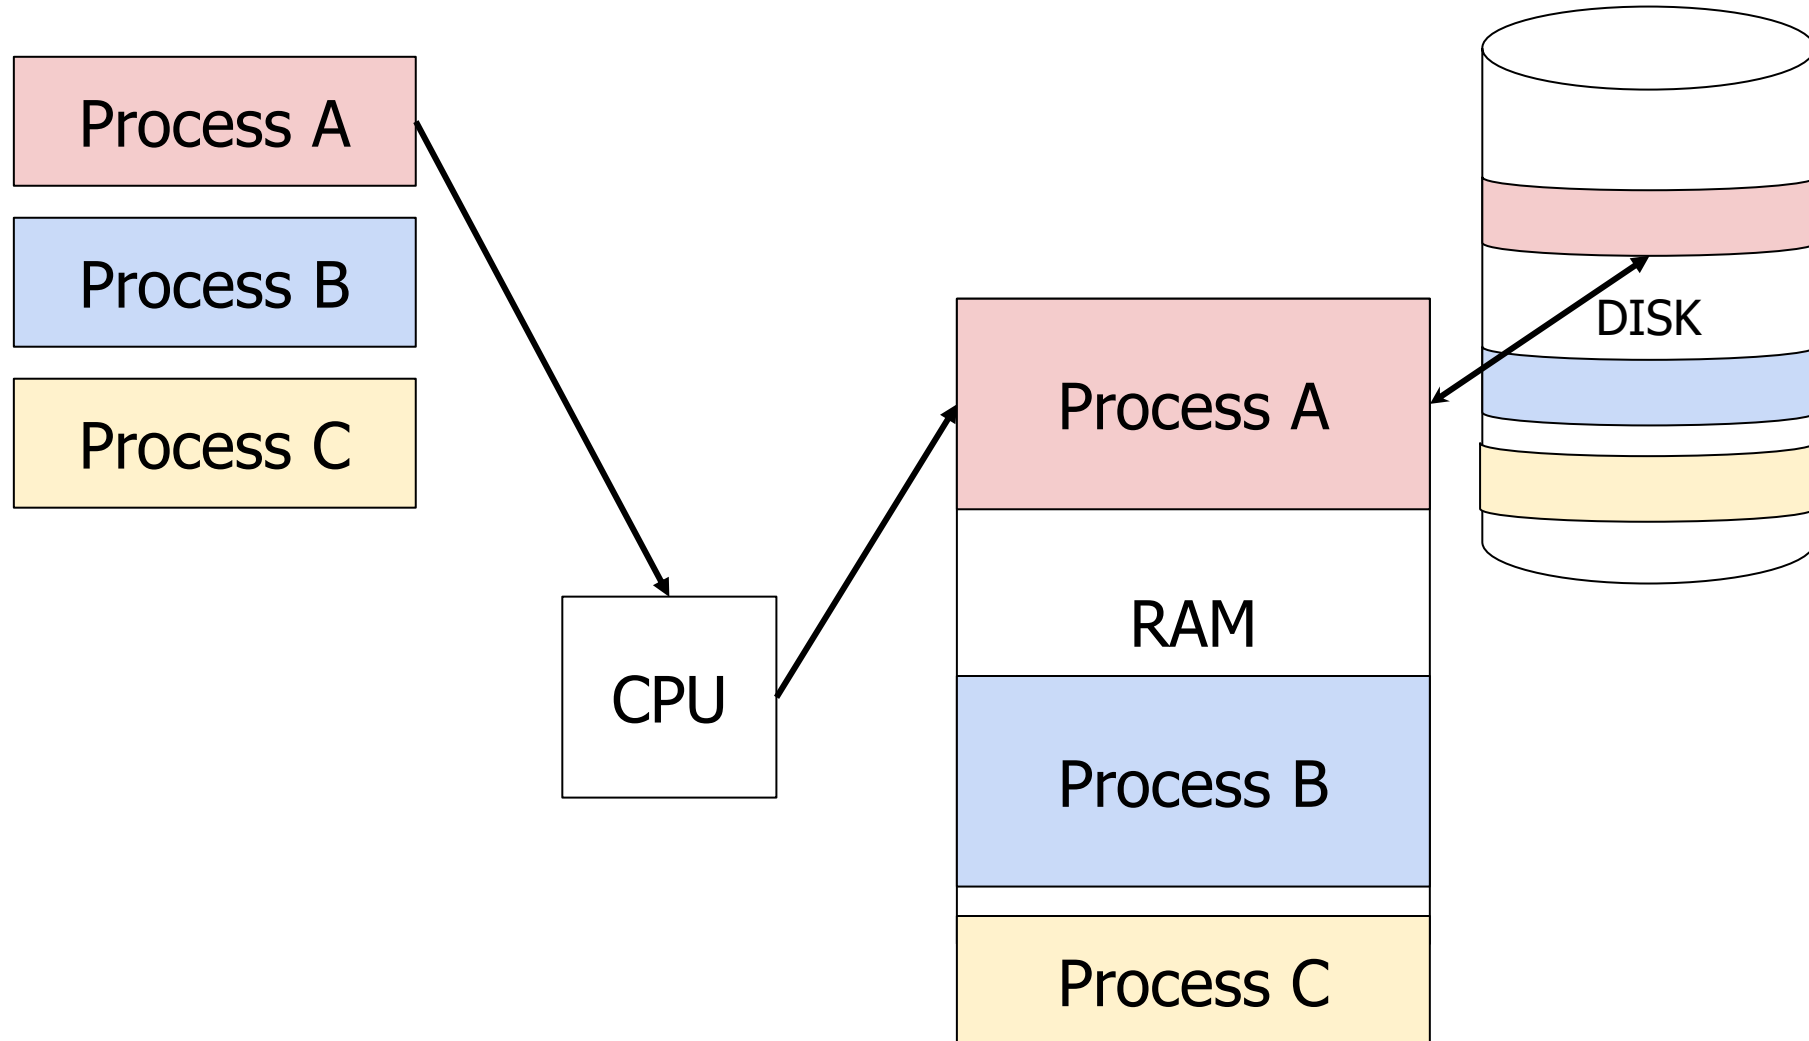 Process A
Process B
Process C
CPU
Process A
RAM
Process B
Process C
DISK